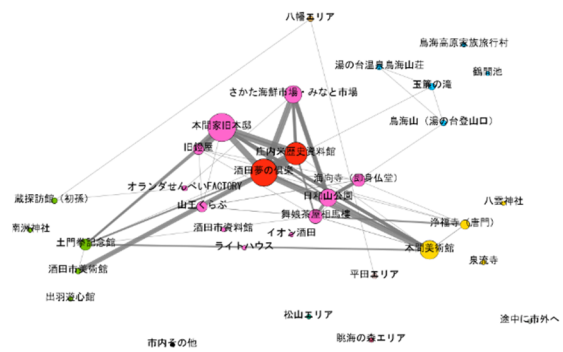 八幡エリア
鳥海高原家族旅行村
湯の台温泉鳥海山荘
鶴間池
玉簾の滝
さかた海鮮市場・みなと市場
鳥海山(湯の台登山口)
本間家旧本邸
旧鐙屋
庄内米歴史資料館
酒田夢の倶楽
海向寺(即身仏堂)
オランダせんべいFACTORY
日和山公園
蔵探訪館(初孫)
山王くらぶ
八雲神社
舞娘茶屋相馬樓
浄福寺(唐門)
南洲神社
酒田市資料館
イオン酒田
土門拳記念館
ライトハウス
本間美術館
泉流寺
酒田市美術館
平田エリア
出羽遊心館
松山エリア
途中に市外へ
眺海の森エリア
市内その他